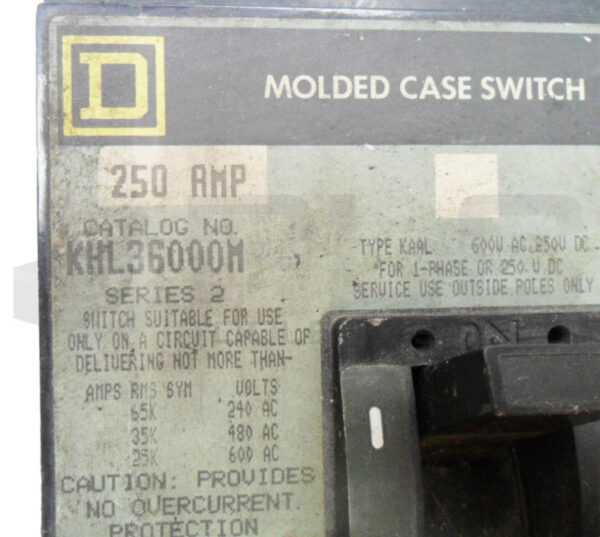 D
MOLDED CASE SWITCH
250 AMP
CATALOG NO.
KHL36000M
SERIES 2
TYPE KAAL 600V AC, 250V DC
FOR 1-PHASE OR 250 V DC
SERVICE USE OUTSIDE POLES ONLY
SWITCH SUITABLE FOR USE
ONLY ON A CIRCUIT CAPABLE OF
DELIVERING NOT MORE THAN-
AMPS RMS SYM VOLTS
65K 240 AC
35K 480 AC
25K 600 AC
CAUTION: PROVIDES
NO OVERCURRENT
PROTECTION
ON